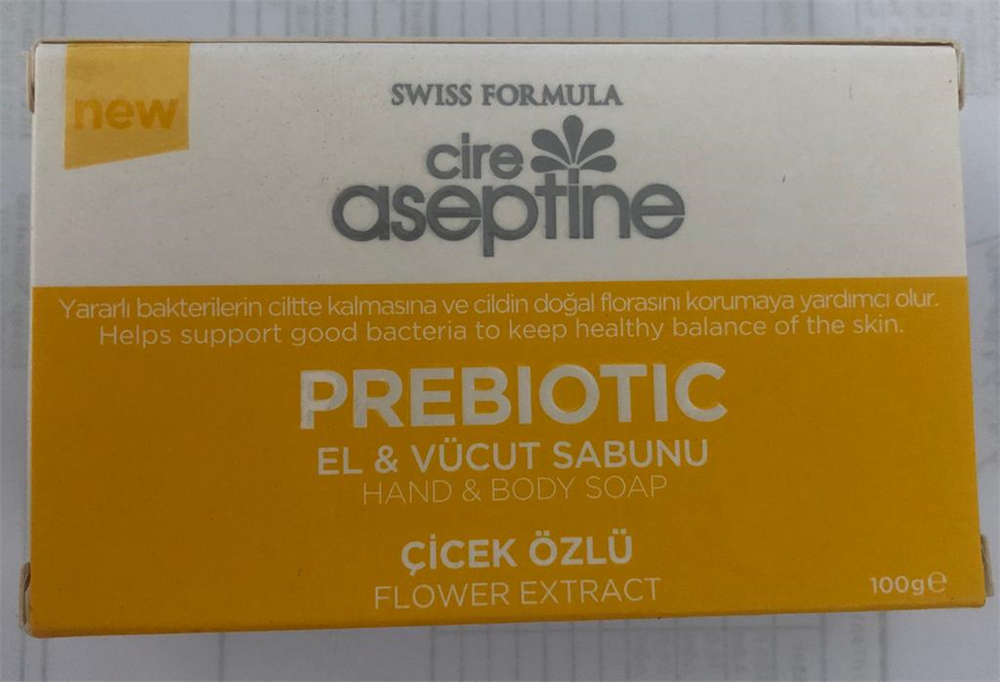 new
SWISS FORMULA
cire
aseptine
Yararlı bakterilerin ciltte kalmasına ve cildin doğal florasını korumaya yardımcı olur.
Helps support good bacteria to keep healthy balance of the skin.
PREBIOTIC
EL & VÜCUT SABUNU
HAND & BODY SOAP
ÇİCEK ÖZLÜ
FLOWER EXTRACT
100g℮